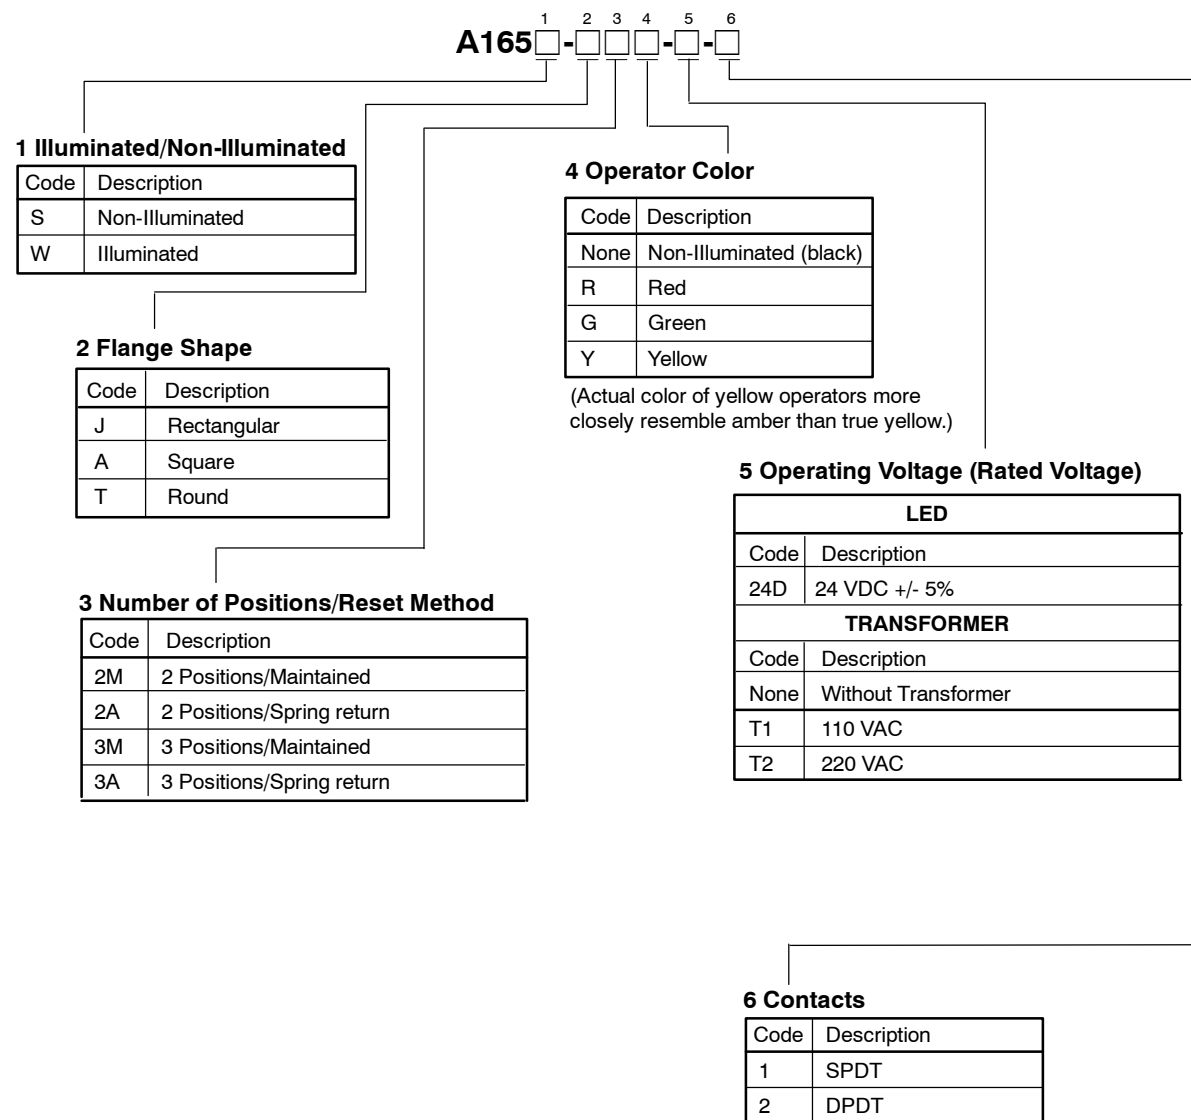 1 2 3 4 5 6
A165□-□□□-□-□
1 Illuminated/Non-Illuminated
Code Description
S Non-Illuminated
W Illuminated
2 Flange Shape
Code Description
J Rectangular
A Square
T Round
3 Number of Positions/Reset Method
Code Description
2M 2 Positions/Maintained
2A 2 Positions/Spring return
3M 3 Positions/Maintained
3A 3 Positions/Spring return
4 Operator Color
Code Description
None Non-Illuminated (black)
R Red
G Green
Y Yellow
(Actual color of yellow operators more
closely resemble amber than true yellow.)
5 Operating Voltage (Rated Voltage)
LED
Code Description
24D 24 VDC +/- 5%
TRANSFORMER
Code Description
None Without Transformer
T1 110 VAC
T2 220 VAC
6 Contacts
Code Description
1 SPDT
2 DPDT